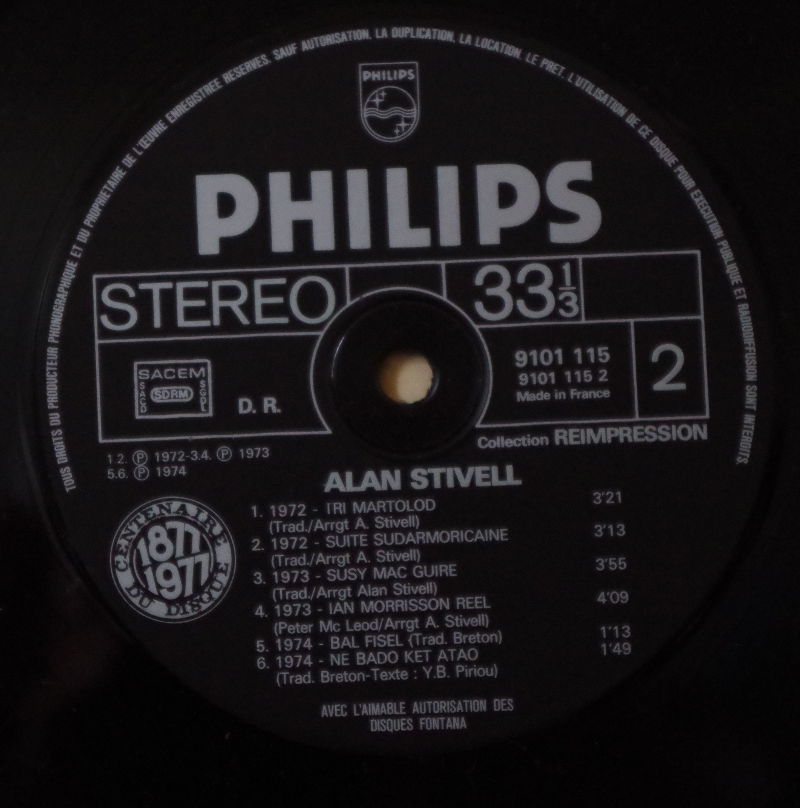 TOUS DROITS DU PRODUCTEUR PHONOGRAPHIQUE ET DU PROPRIETAIRE DE L'ŒUVRE ENREGISTREE RESERVES. SAUF AUTORISATION, LA DUPLICATION, LA LOCATION, LE PRET, L'UTILISATION DE CE DISQUE POUR EXECUTION PUBLIQUE ET RADIODIFFUSION SONT INTERDITS.
PHILIPS
PHILIPS
STEREO
33 1/3
SACEM
SACD SDRM SGDL
D. R.
9101 115
9101 115 2
Made in France
2
Collection REIMPRESSION
1.2. Ⓟ 1972-3.4. Ⓟ 1973
5.6. Ⓟ 1974
ALAN STIVELL
CENTENAIRE
1877
1977
DU DISQUE
1. 1972 - TRI MARTOLOD 3'21
(Trad./Arrgt A. Stivell)
2. 1972 - SUITE SUDARMORICAINE 3'13
(Trad./Arrgt A. Stivell)
3. 1973 - SUSY MAC GUIRE 3'55
(Trad./Arrgt Alan Stivell)
4. 1973 - IAN MORRISSON REEL 4'09
(Peter Mc Leod/Arrgt A. Stivell)
5. 1974 - BAL FISEL (Trad. Breton) 1'13
6. 1974 - NE BADO KET ATAO 1'49
(Trad. Breton-Texte : Y.B. Piriou)
AVEC L'AIMABLE AUTORISATION DES
DISQUES FONTANA